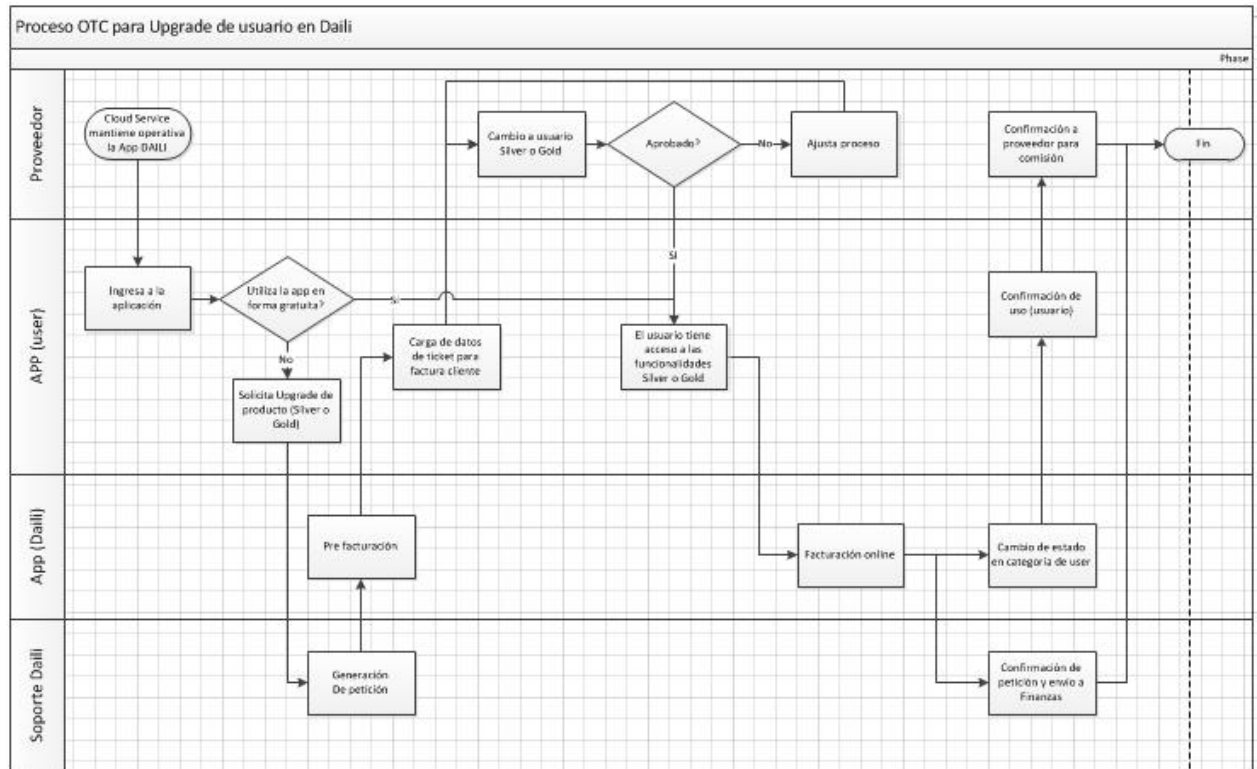 Proceso OTC para Upgrade de usuario en Daili
Phase
Proveedor
Cloud Service
mantiene operativa
la App DAILI
Cambio a usuario
Silver o Gold
Aprobado?
No
Ajusta proceso
Confirmación a
proveedor para
comisión
Fin
APP (user)
Ingresa a la
aplicación
Utiliza la app en
forma gratuita?
Si
No
Solicita Upgrade de
producto (Silver o
Gold)
Carga de datos
de ticket para
factura cliente
SI
El usuario tiene
acceso a las
funcionalidades
Silver o Gold
Confirmación de
uso (usuario)
App (Daili)
Pre facturación
Facturación online
Cambio de estado
en categoria de user
Soporte Daili
Generación
De petición
Confirmación de
petición y envio a
Finanzas